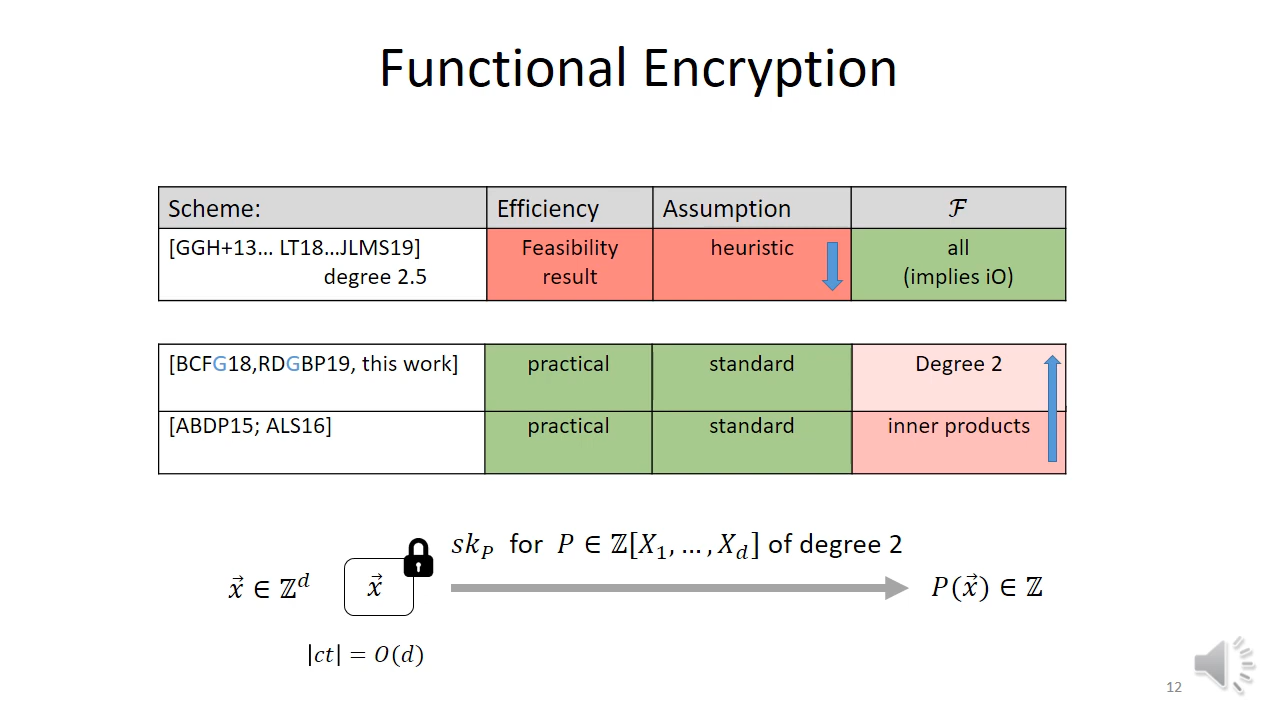 Functional Encryption
Scheme: Efficiency Assumption ℱ
[GGH+13... LT18...JLMS19] Feasibility heuristic all
degree 2.5 result (implies iO)
[BCFG18,RDGBP19, this work] practical standard Degree 2
[ABDP15; ALS16] practical standard inner products
sk_P for P ∈ ℤ[X_1, … , X_d] of degree 2
x⃗ ∈ ℤ^d x⃗ P(x⃗) ∈ ℤ
|ct| = O(d)
12